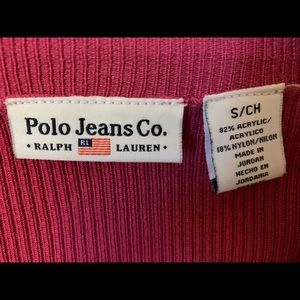 Polo Jeans Co.
• RALPH RL LAUREN •
S/CH
82% ACRYLIC/
ACRYLICO
18% NYLON/NILON
MADE IN
JORDAN
HECHO EN
JORDANIA